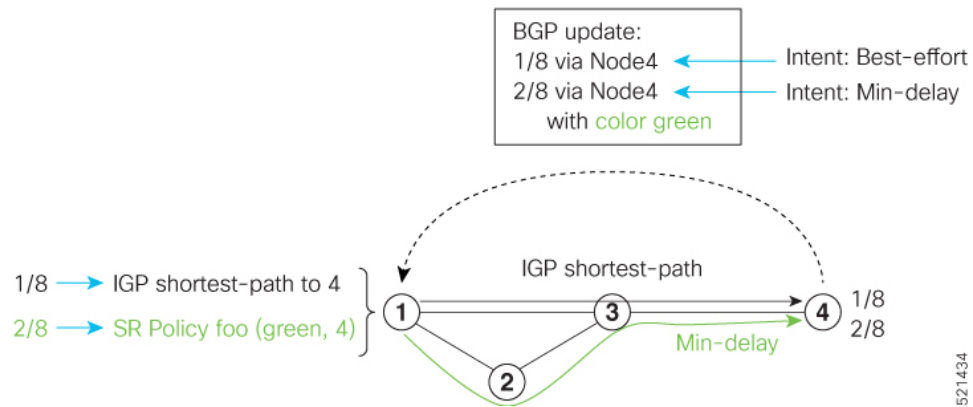 BGP update:
1/8 via Node4
Intent: Best-effort
2/8 via Node4
Intent: Min-delay
with color green
1/8
IGP shortest-path to 4
2/8
SR Policy foo (green, 4)
IGP shortest-path
1
3
4
1/8
2/8
Min-delay
2
521434